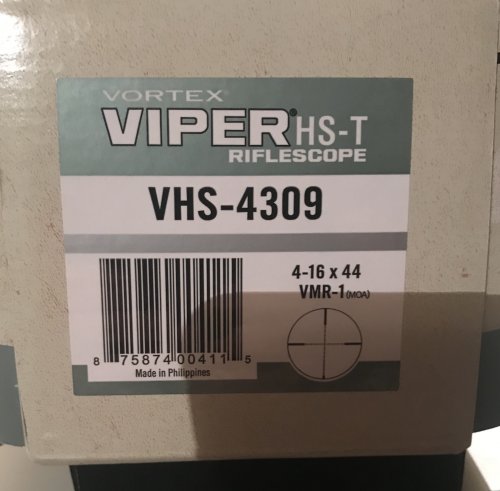 VORTEX®
VIPER® HS-T
RIFLESCOPE
VHS-4309
4-16 x 44
VMR-1(MOA)
8 75874 00411 5
Made in Philippines